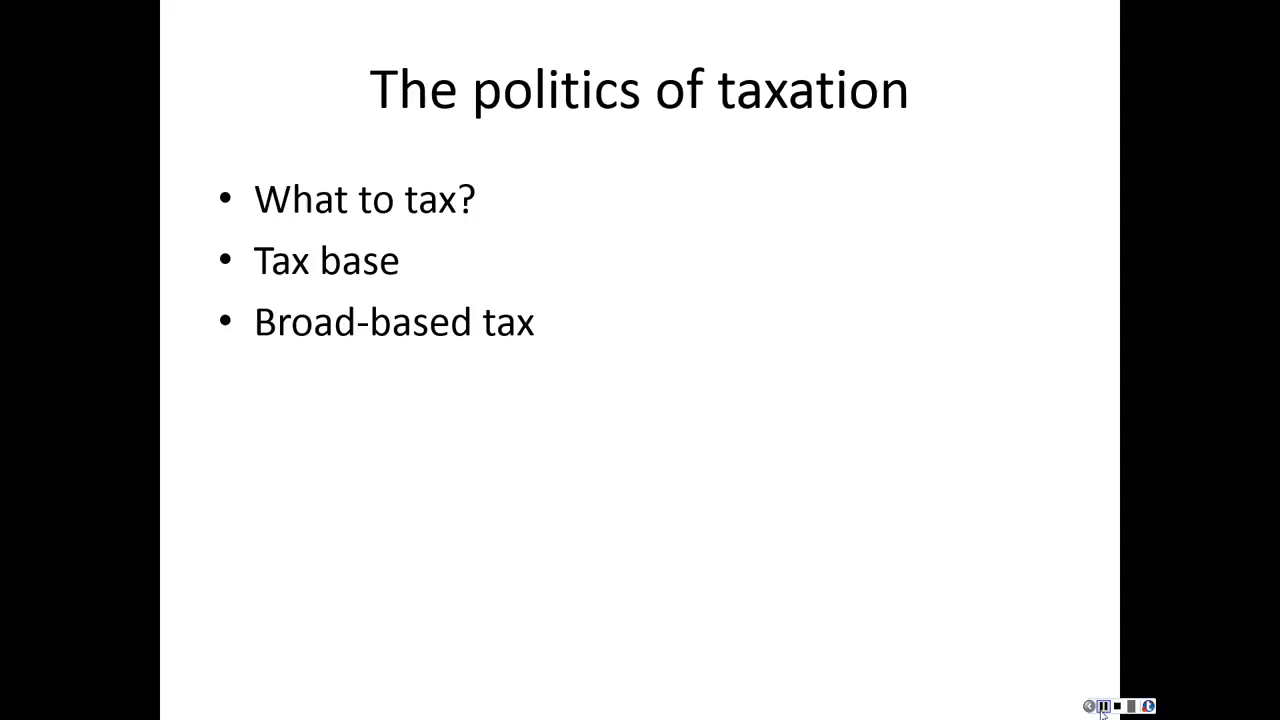 The politics of taxation
• What to tax?
• Tax base
• Broad-based tax